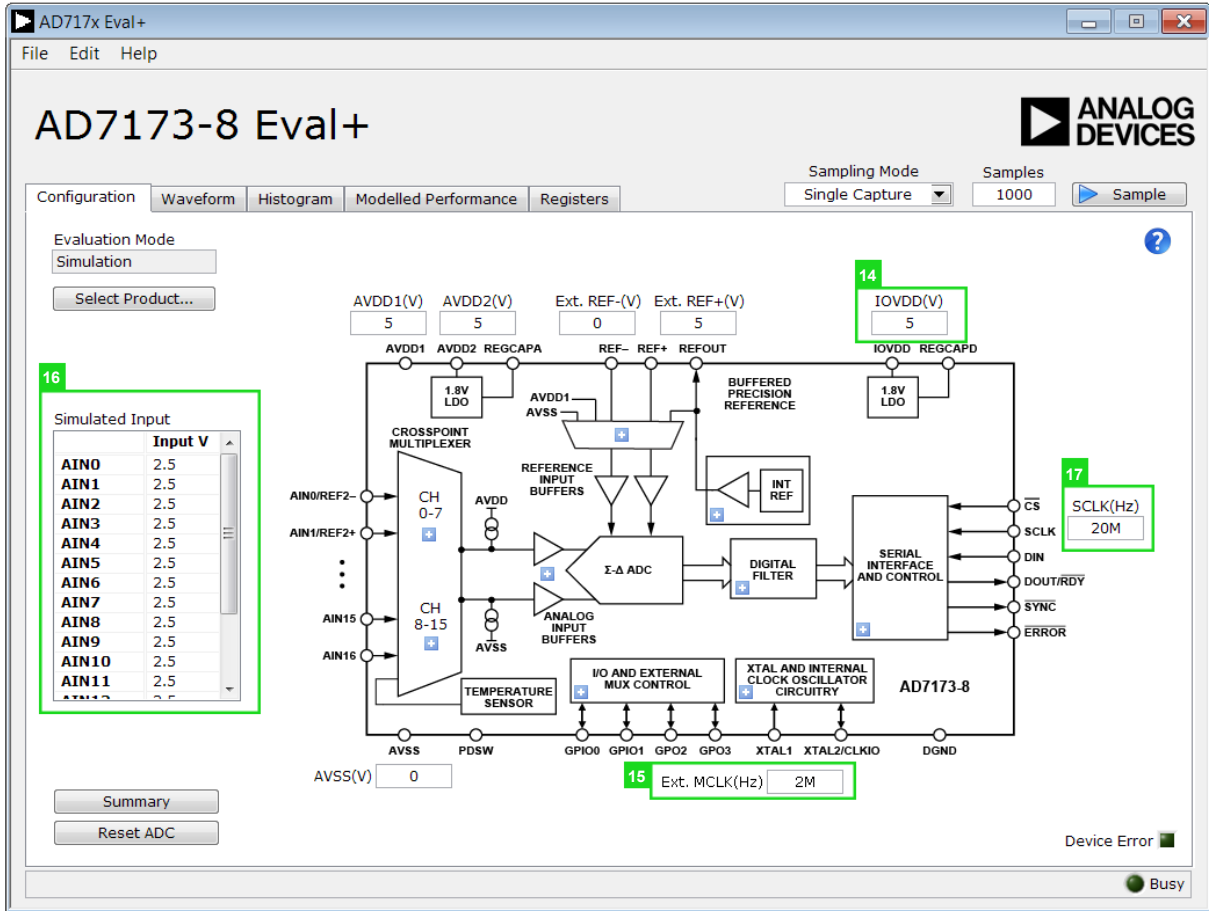 AD717x Eval+
File Edit Help
AD7173-8 Eval+
ANALOG
DEVICES
Sampling Mode Samples
Single Capture 1000 Sample
Configuration Waveform Histogram Modelled Performance Registers
Evaluation Mode
Simulation
?
Select Product...
14
AVDD1(V) AVDD2(V) Ext. REF-(V) Ext. REF+(V) IOVDD(V)
5 5 0 5 5
AVDD1 AVDD2 REGCAPA REF– REF+ REFOUT IOVDD REGCAPD
16
1.8V
LDO
BUFFERED
PRECISION
REFERENCE
1.8V
LDO
AVDD1
AVSS
Simulated Input
Input V
AIN0 2.5
AIN1 2.5
AIN2 2.5
AIN3 2.5
AIN4 2.5
AIN5 2.5
AIN6 2.5
AIN7 2.5
AIN8 2.5
AIN9 2.5
AIN10 2.5
AIN11 2.5
CROSSPOINT
MULTIPLEXER
REFERENCE
INPUT
BUFFERS
INT
REF
17
SCLK(Hz)
20M
AIN0/REF2–
AIN1/REF2+
AIN15
AIN16
CH
0-7
CH
8-15
AVDD
AVSS
Σ-Δ ADC
DIGITAL
FILTER
SERIAL
INTERFACE
AND CONTROL
CS
SCLK
DIN
DOUT/RDY
SYNC
ERROR
ANALOG
INPUT
BUFFERS
TEMPERATURE
SENSOR
I/O AND EXTERNAL
MUX CONTROL
XTAL AND INTERNAL
CLOCK OSCILLATOR
CIRCUITRY
AD7173-8
AVSS PDSW GPIO0 GPIO1 GPO2 GPO3 XTAL1 XTAL2/CLKIO DGND
AVSS(V) 0
15 Ext. MCLK(Hz) 2M
Summary
Reset ADC
Device Error
Busy